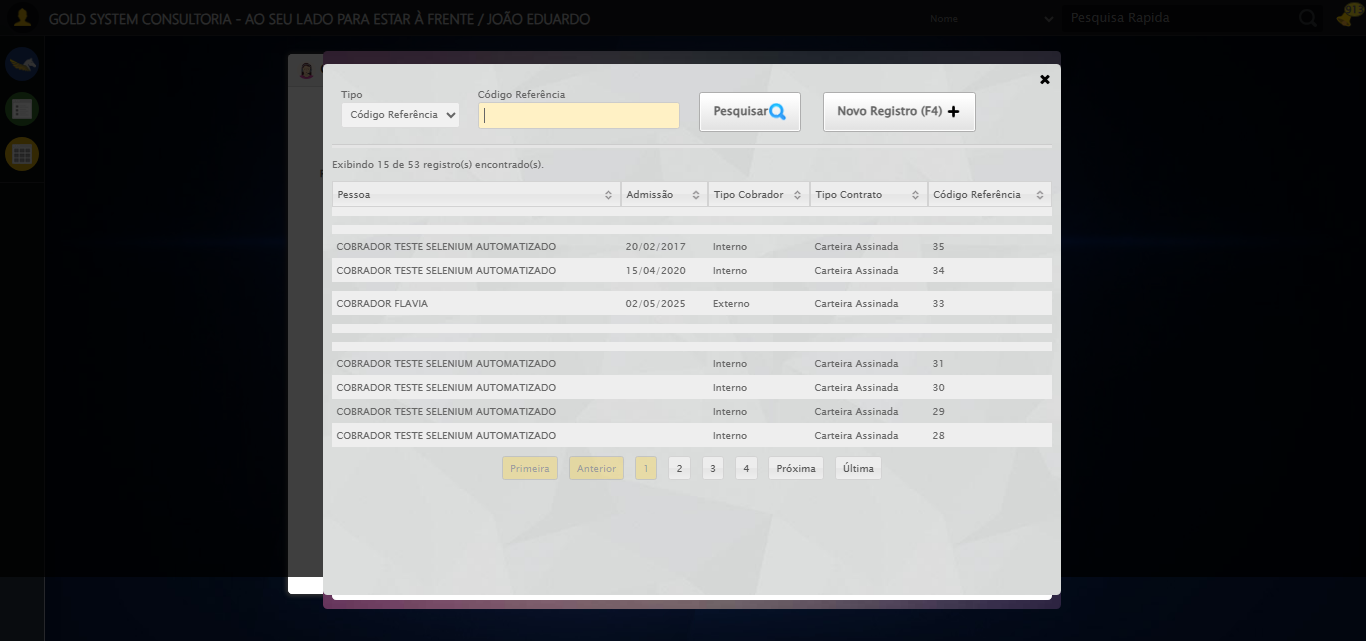 GOLD SYSTEM CONSULTORIA - AO SEU LADO PARA ESTAR À FRENTE / JOÃO EDUARDO
Nome
Pesquisa Rapida
Tipo
Código Referência
Código Referência
Pesquisar
Novo Registro (F4)
Exibindo 15 de 53 registro(s) encontrado(s).
Pessoa Admissão Tipo Cobrador Tipo Contrato Código Referência
COBRADOR TESTE SELENIUM AUTOMATIZADO 20/02/2017 Interno Carteira Assinada 35
COBRADOR TESTE SELENIUM AUTOMATIZADO 15/04/2020 Interno Carteira Assinada 34
COBRADOR FLAVIA 02/05/2025 Externo Carteira Assinada 33
COBRADOR TESTE SELENIUM AUTOMATIZADO Interno Carteira Assinada 31
COBRADOR TESTE SELENIUM AUTOMATIZADO Interno Carteira Assinada 30
COBRADOR TESTE SELENIUM AUTOMATIZADO Interno Carteira Assinada 29
COBRADOR TESTE SELENIUM AUTOMATIZADO Interno Carteira Assinada 28
Primeira Anterior 1 2 3 4 Próxima Última